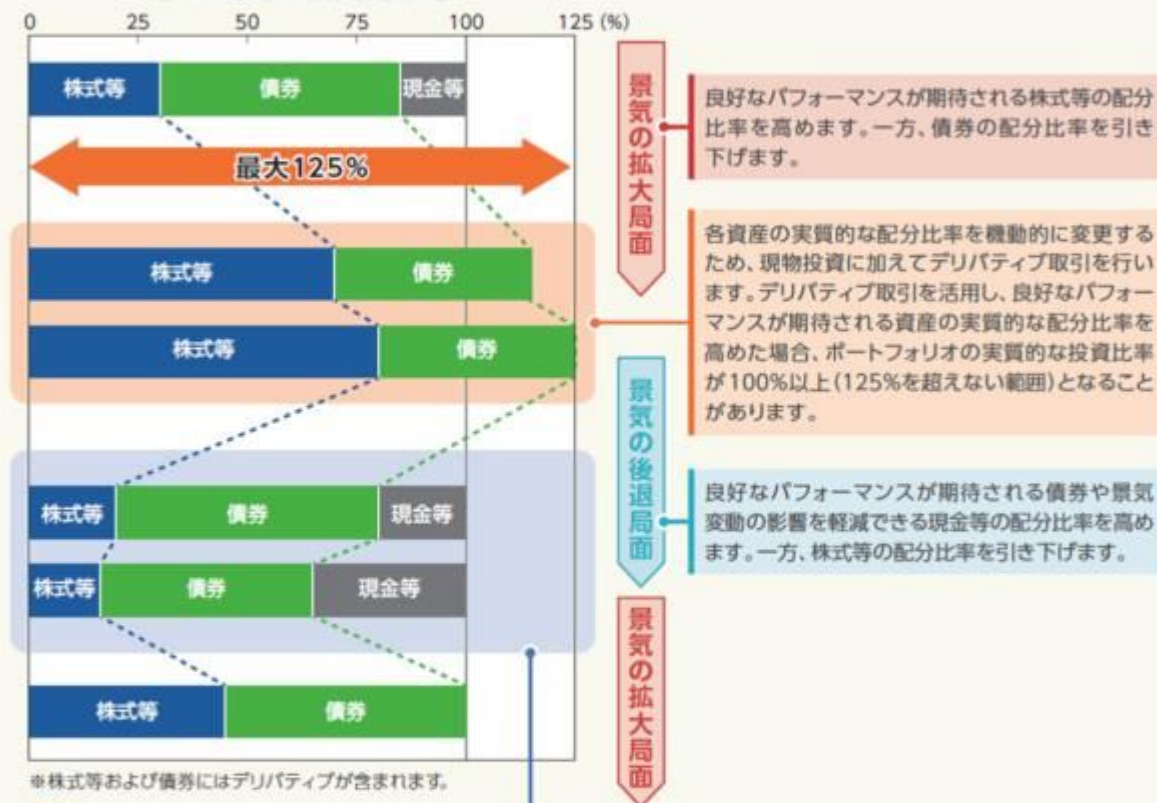 0 25 50 75 100 125 (%)
株式等 債券 現金等
最大125%
株式等 債券
株式等 債券
株式等 債券 現金等
株式等 債券 現金等
株式等 債券
※株式等および債券にはデリバティブが含まれます。
景気の拡大局面
良好なパフォーマンスが期待される株式等の配分
比率を高めます。一方、債券の配分比率を引き
下げます。
各資産の実質的な配分比率を機動的に変更する
ため、現物投資に加えてデリバティブ取引を行い
ます。デリバティブ取引を活用し、良好なパフォー
マンスが期待される資産の実質的な配分比率を
高めた場合、ポートフォリオの実質的な投資比率
が100%以上(125%を超えない範囲)となること
があります。
景気の後退局面
良好なパフォーマンスが期待される債券や景気
変動の影響を軽減できる現金等の配分比率を高め
ます。一方、株式等の配分比率を引き下げます。
景気の拡大局面